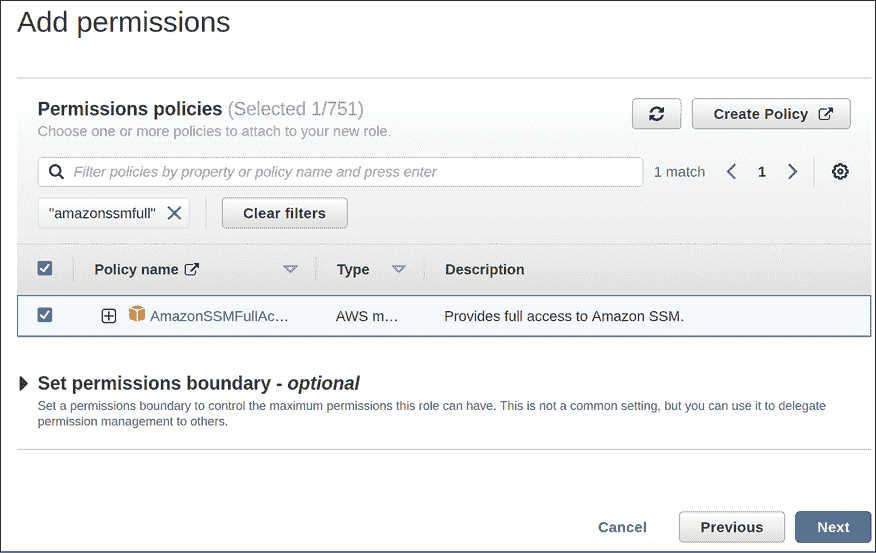 Add permissions
Permissions policies (Selected 1/751)
Choose one or more policies to attach to your new role.
Create Policy
Filter policies by property or policy name and press enter
1 match
1
"amazonssmfull"
Clear filters
Policy name
Type
Description
AmazonSSMFullAc...
AWS m...
Provides full access to Amazon SSM.
Set permissions boundary - optional
Set a permissions boundary to control the maximum permissions this role can have. This is not a common setting, but you can use it to delegate
permission management to others.
Cancel
Previous
Next